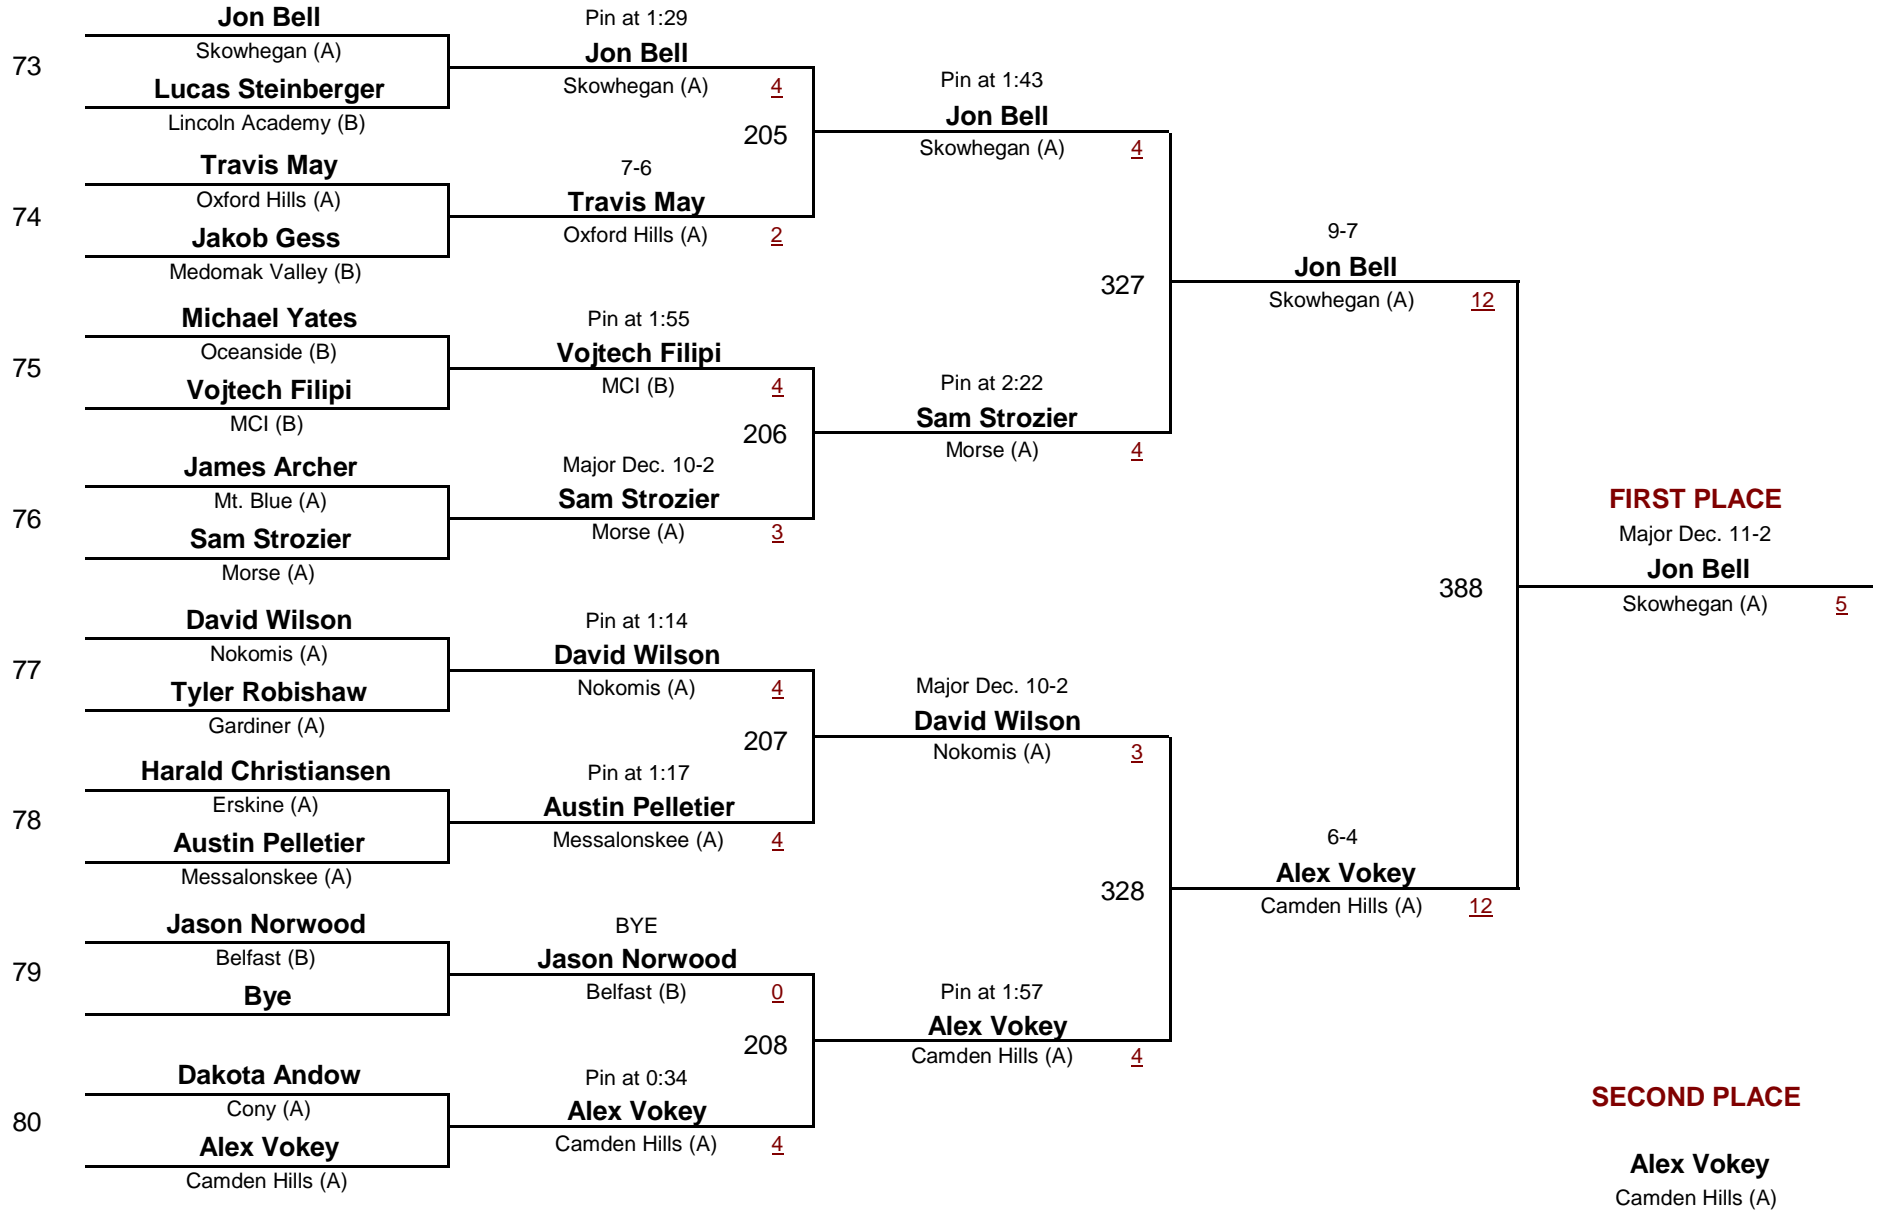 Jon Bell
Skowhegan (A)
73
Lucas Steinberger
Lincoln Academy (B)
Travis May
Oxford Hills (A)
74
Jakob Gess
Medomak Valley (B)
Michael Yates
Oceanside (B)
75
Vojtech Filipi
MCI (B)
James Archer
Mt. Blue (A)
76
Sam Strozier
Morse (A)
David Wilson
Nokomis (A)
77
Tyler Robishaw
Gardiner (A)
Harald Christiansen
Erskine (A)
78
Austin Pelletier
Messalonskee (A)
Jason Norwood
Belfast (B)
79
Bye
Dakota Andow
Cony (A)
80
Alex Vokey
Camden Hills (A)
Pin at 1:29
Jon Bell
Skowhegan (A) 4
205
7-6
Travis May
Oxford Hills (A) 2
Pin at 1:55
Vojtech Filipi
MCI (B) 4
206
Major Dec. 10-2
Sam Strozier
Morse (A) 3
Pin at 1:14
David Wilson
Nokomis (A) 4
207
Pin at 1:17
Austin Pelletier
Messalonskee (A) 4
BYE
Jason Norwood
Belfast (B) 0
208
Pin at 0:34
Alex Vokey
Camden Hills (A) 4
Pin at 1:43
Jon Bell
Skowhegan (A) 4
327
Pin at 2:22
Sam Strozier
Morse (A) 4
Major Dec. 10-2
David Wilson
Nokomis (A) 3
328
Pin at 1:57
Alex Vokey
Camden Hills (A) 4
9-7
Jon Bell
Skowhegan (A) 12
388
6-4
Alex Vokey
Camden Hills (A) 12
FIRST PLACE
Major Dec. 11-2
Jon Bell
Skowhegan (A) 5
SECOND PLACE
Alex Vokey
Camden Hills (A)